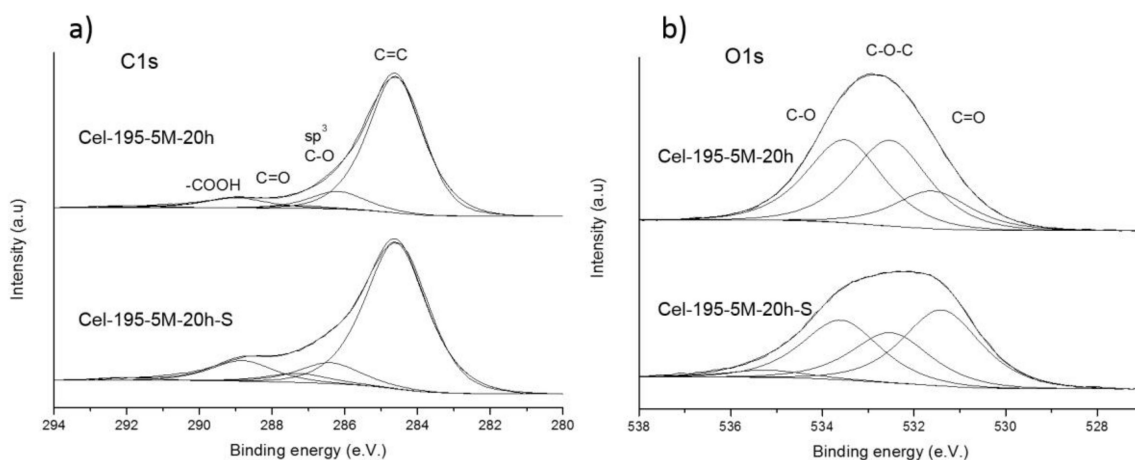 a)
C1s
C=C
Cel-195-5M-20h
sp³
C-O
C=O
-COOH
Cel-195-5M-20h-S
Intensity (a.u)
294 292 290 288 286 284 282 280
Binding energy (e.V.)
b)
O1s
C-O-C
C-O
C=O
Cel-195-5M-20h
Cel-195-5M-20h-S
Intensity (a.u)
538 536 534 532 530 528
Binding energy (e.V.)